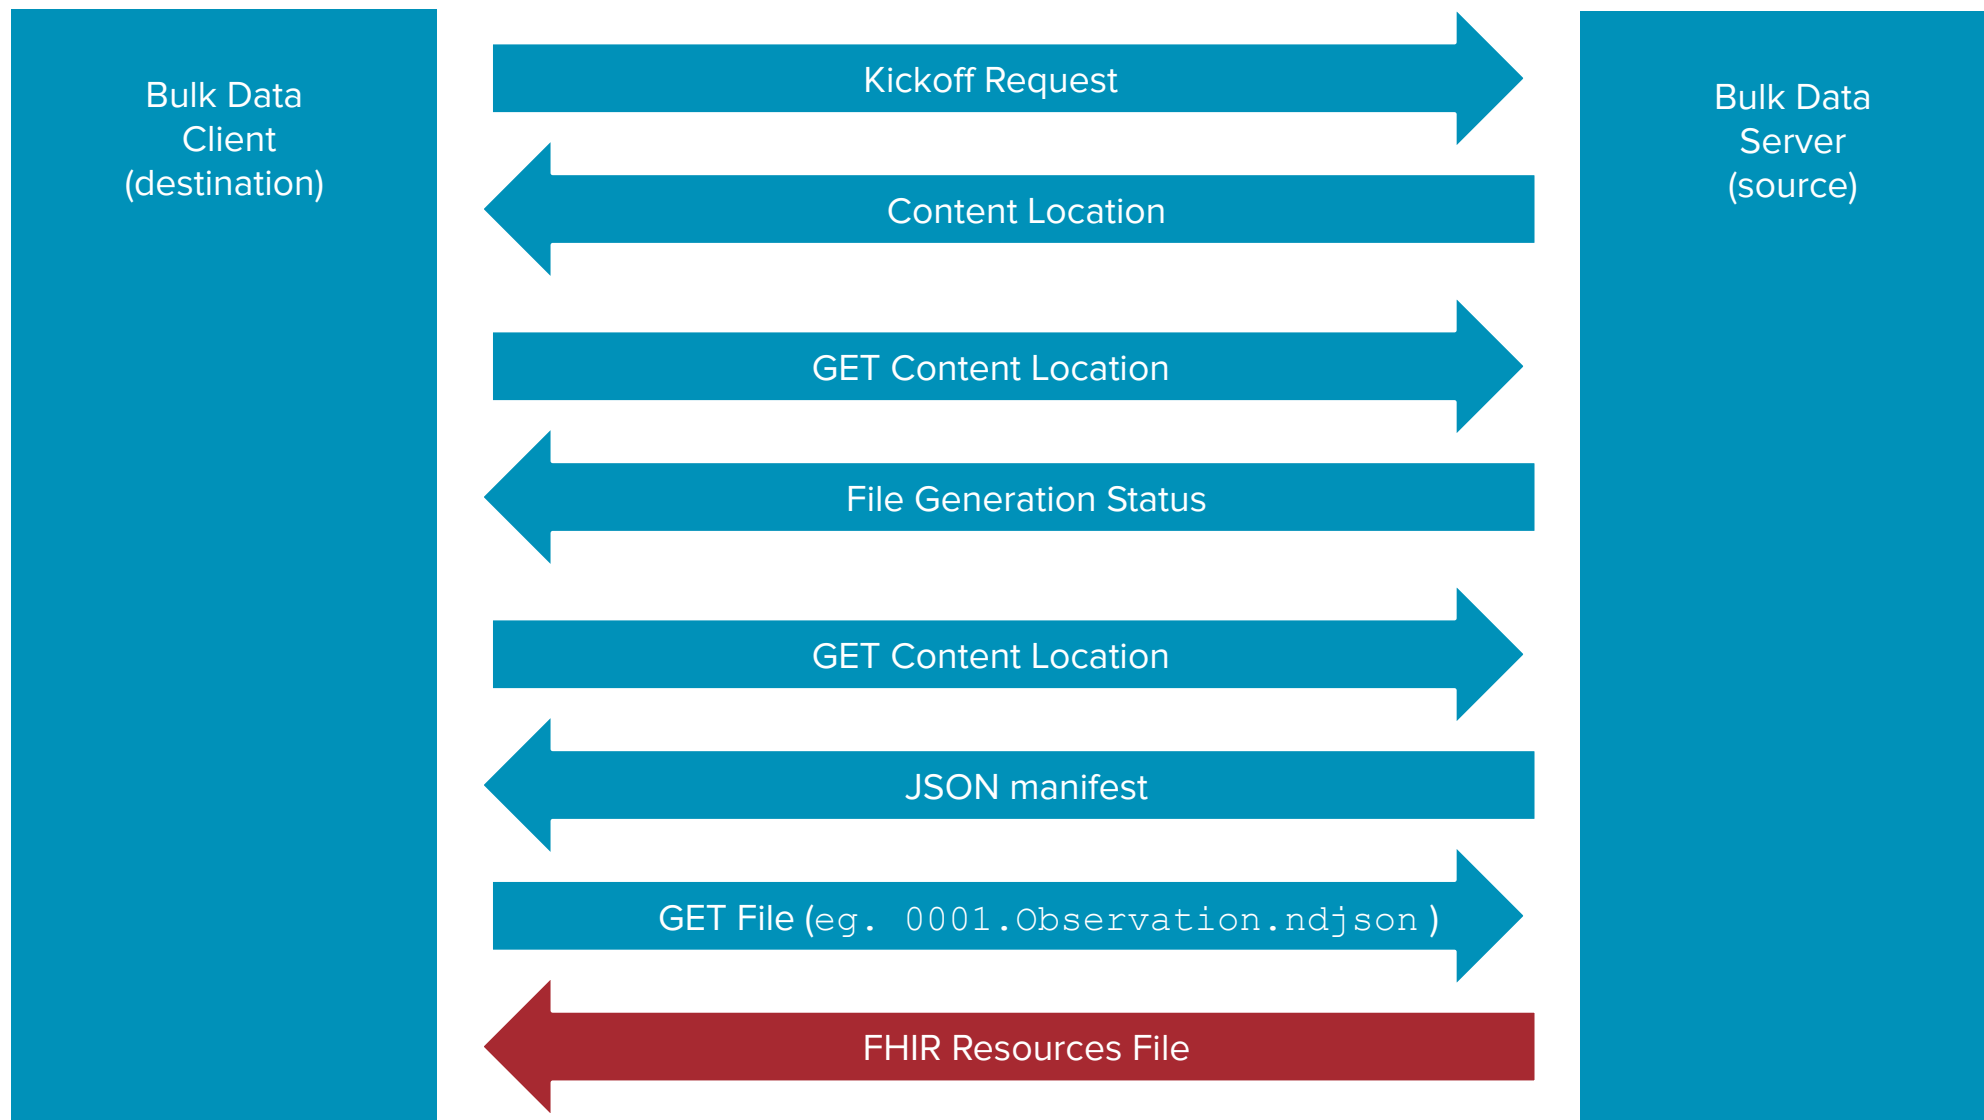 Bulk Data
Client
(destination)
Kickoff Request
Content Location
GET Content Location
File Generation Status
GET Content Location
JSON manifest
GET File (eg. 0001.Observation.ndjson )
FHIR Resources File
Bulk Data
Server
(source)